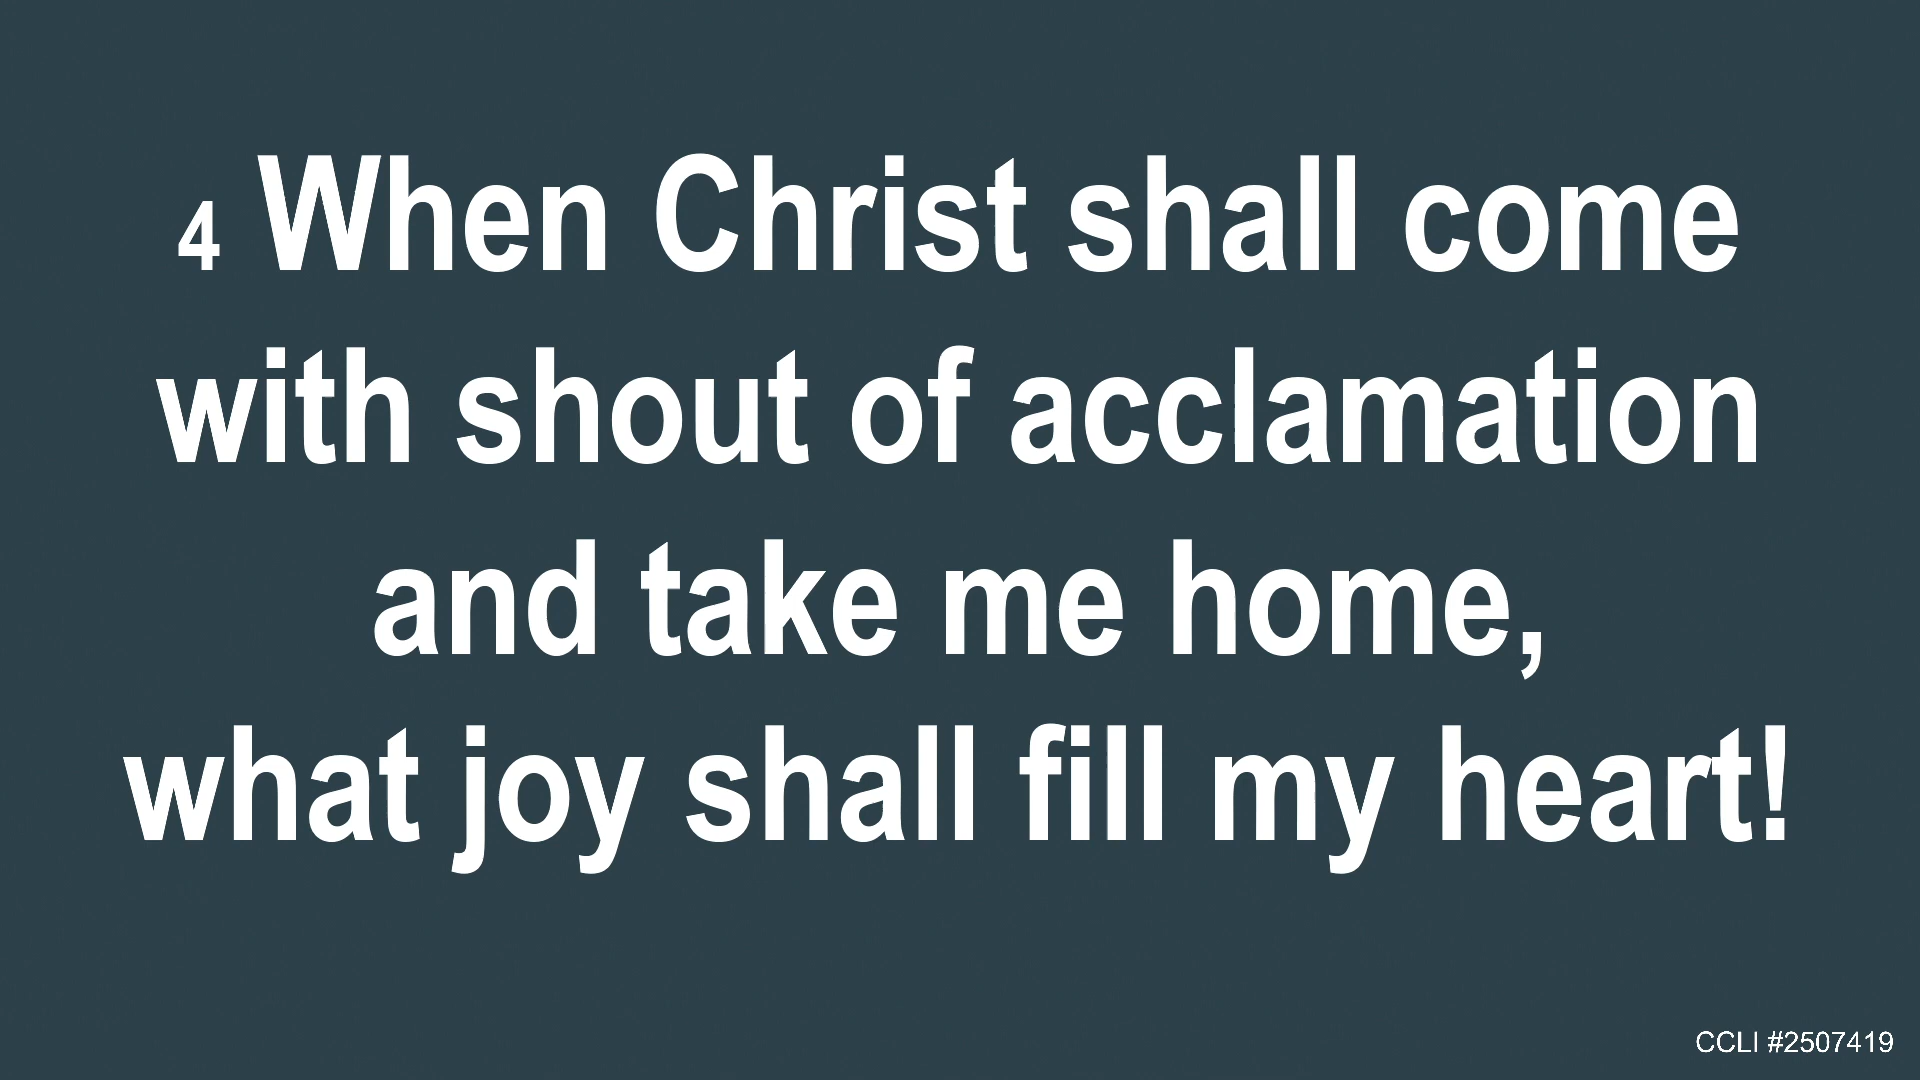 4 When Christ shall come
with shout of acclamation
and take me home,
what joy shall fill my heart!
CCLI #2507419